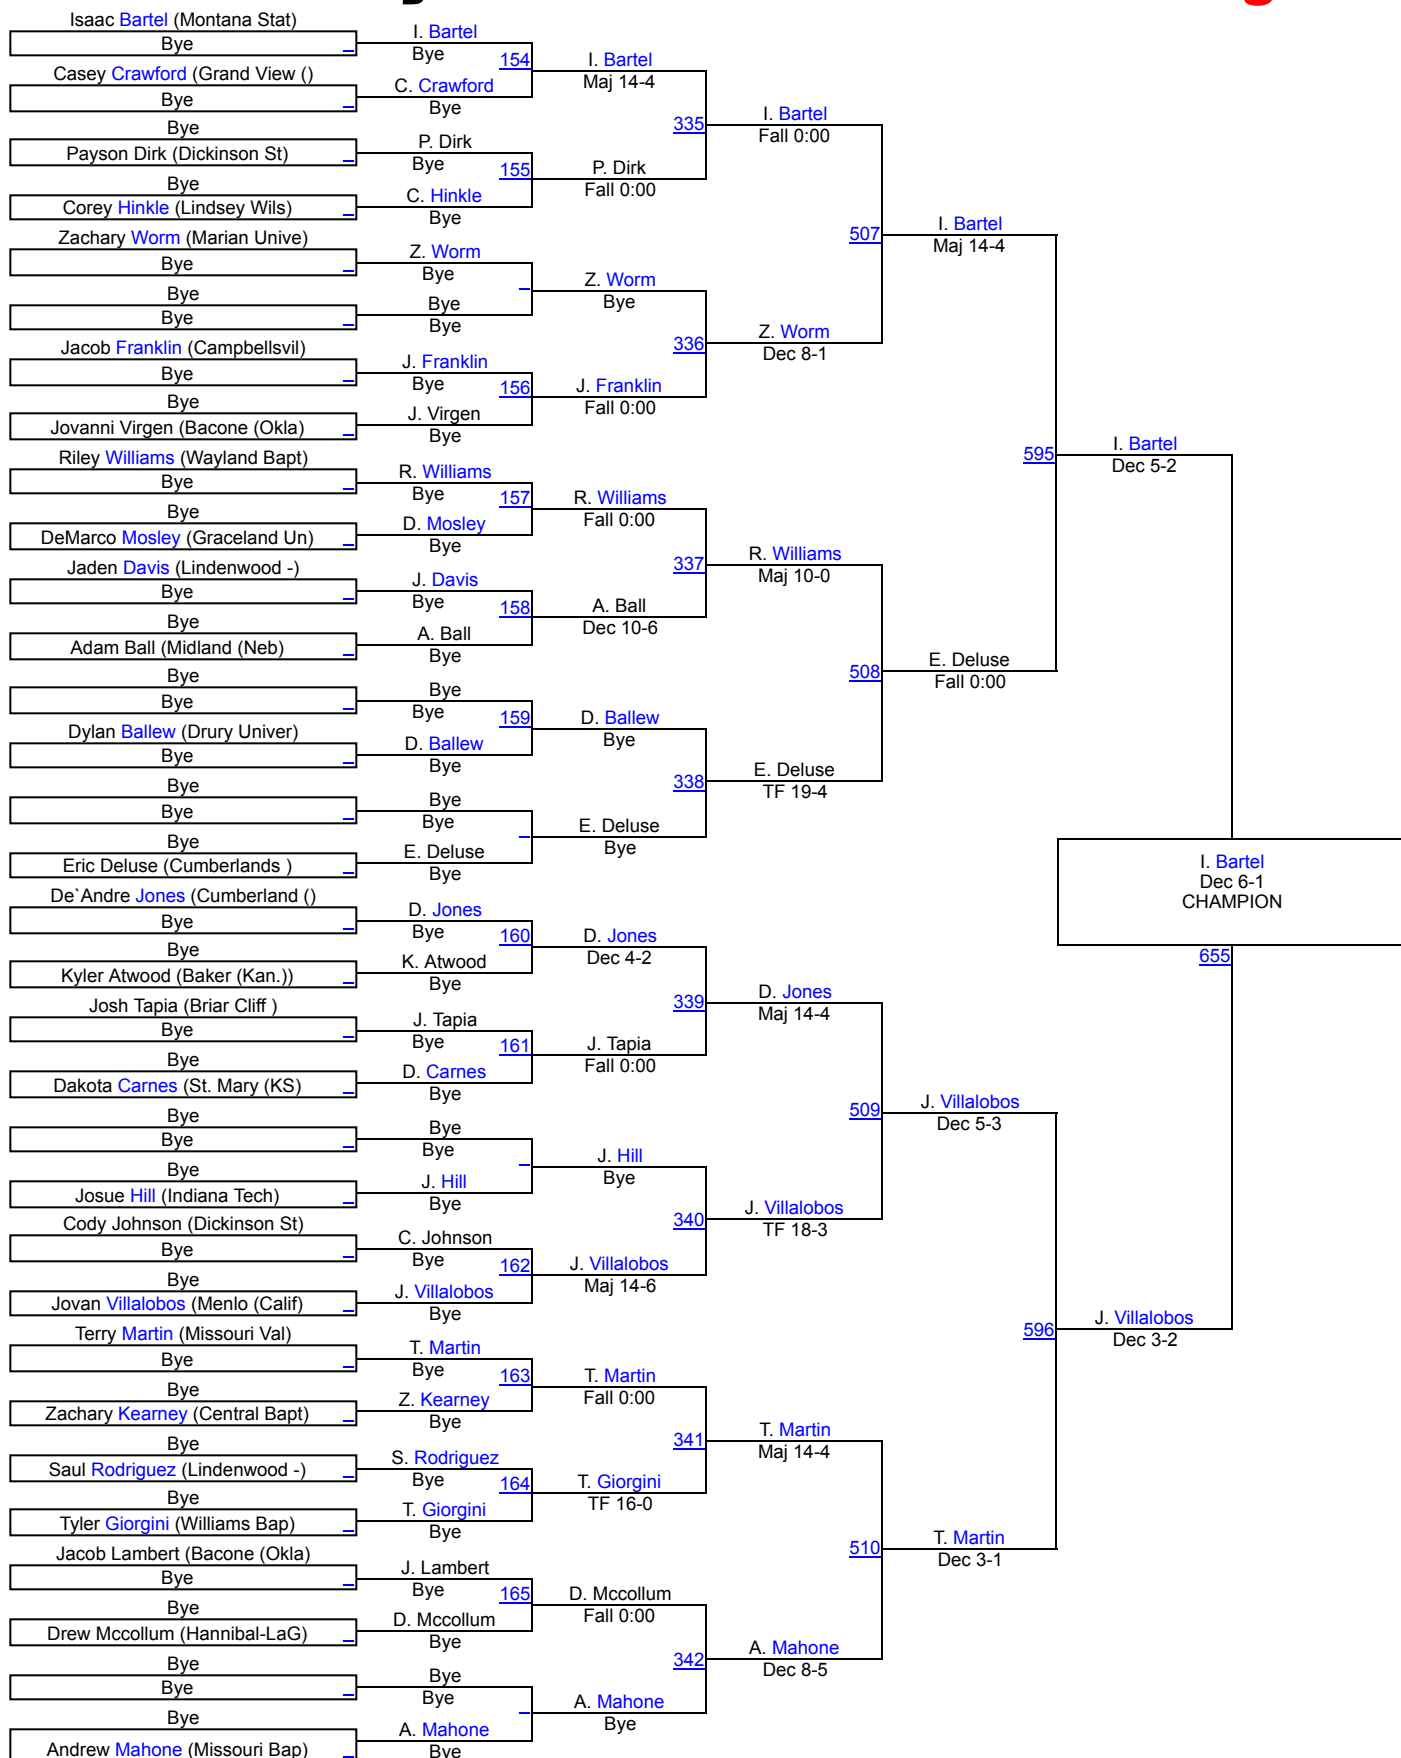 Isaac Bartel (Montana Stat)
Bye
Casey Crawford (Grand View ()
Bye
Bye
Payson Dirk (Dickinson St)
Bye
Corey Hinkle (Lindsey Wils)
Zachary Worm (Marian Unive)
Bye
Bye
Bye
Jacob Franklin (Campbellsvil)
Bye
Bye
Jovanni Virgen (Bacone (Okla)
Riley Williams (Wayland Bapt)
Bye
Bye
DeMarco Mosley (Graceland Un)
Jaden Davis (Lindenwood -)
Bye
Bye
Adam Ball (Midland (Neb)
Bye
Bye
Dylan Ballew (Drury Univer)
Bye
Bye
Bye
Bye
Eric Deluse (Cumberlands )
De`Andre Jones (Cumberland ()
Bye
Bye
Kyler Atwood (Baker (Kan.))
Josh Tapia (Briar Cliff )
Bye
Bye
Dakota Carnes (St. Mary (KS)
Bye
Bye
Bye
Josue Hill (Indiana Tech)
Cody Johnson (Dickinson St)
Bye
Bye
Jovan Villalobos (Menlo (Calif)
Terry Martin (Missouri Val)
Bye
Bye
Zachary Kearney (Central Bapt)
Bye
Saul Rodriguez (Lindenwood -)
Bye
Tyler Giorgini (Williams Bap)
Jacob Lambert (Bacone (Okla)
Bye
Bye
Drew Mccollum (Hannibal-LaG)
Bye
Bye
Bye
Andrew Mahone (Missouri Bap)
I. Bartel
Bye
154
C. Crawford
Bye
P. Dirk
Bye
155
C. Hinkle
Bye
Z. Worm
Bye
Bye
Bye
J. Franklin
Bye
156
J. Virgen
Bye
R. Williams
Bye
157
D. Mosley
Bye
J. Davis
Bye
158
A. Ball
Bye
Bye
Bye
159
D. Ballew
Bye
Bye
Bye
E. Deluse
Bye
D. Jones
Bye
160
K. Atwood
Bye
J. Tapia
Bye
161
D. Carnes
Bye
Bye
Bye
J. Hill
Bye
C. Johnson
Bye
162
J. Villalobos
Bye
T. Martin
Bye
163
Z. Kearney
Bye
S. Rodriguez
Bye
164
T. Giorgini
Bye
J. Lambert
Bye
165
D. Mccollum
Bye
Bye
Bye
A. Mahone
Bye
I. Bartel
Maj 14-4
335
P. Dirk
Fall 0:00
Z. Worm
Bye
336
J. Franklin
Fall 0:00
R. Williams
Fall 0:00
337
A. Ball
Dec 10-6
D. Ballew
Bye
338
E. Deluse
Bye
D. Jones
Dec 4-2
339
J. Tapia
Fall 0:00
J. Hill
Bye
340
J. Villalobos
Maj 14-6
T. Martin
Fall 0:00
341
T. Giorgini
TF 16-0
D. Mccollum
Fall 0:00
342
A. Mahone
Bye
I. Bartel
Fall 0:00
507
Z. Worm
Dec 8-1
R. Williams
Maj 10-0
508
E. Deluse
TF 19-4
D. Jones
Maj 14-4
509
J. Villalobos
TF 18-3
T. Martin
Maj 14-4
510
A. Mahone
Dec 8-5
I. Bartel
Maj 14-4
595
E. Deluse
Fall 0:00
J. Villalobos
Dec 5-3
596
T. Martin
Dec 3-1
I. Bartel
Dec 5-2
I. Bartel
Dec 6-1
CHAMPION
655
J. Villalobos
Dec 3-2